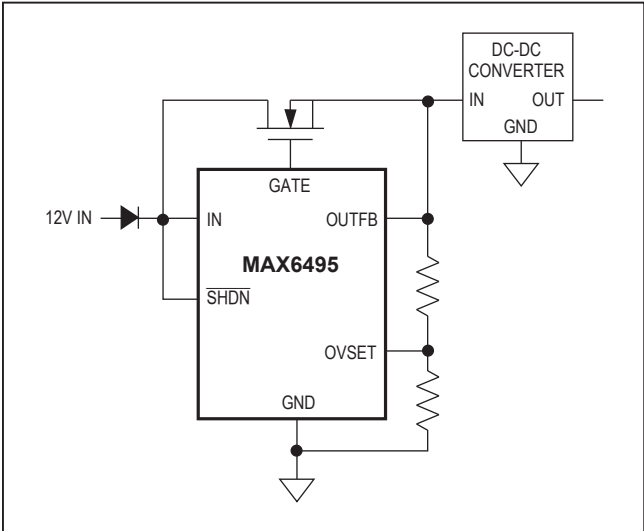 DC-DC
CONVERTER
IN OUT
GND
GATE
12V IN
IN OUTFB
MAX6495
SHDN
OVSET
GND